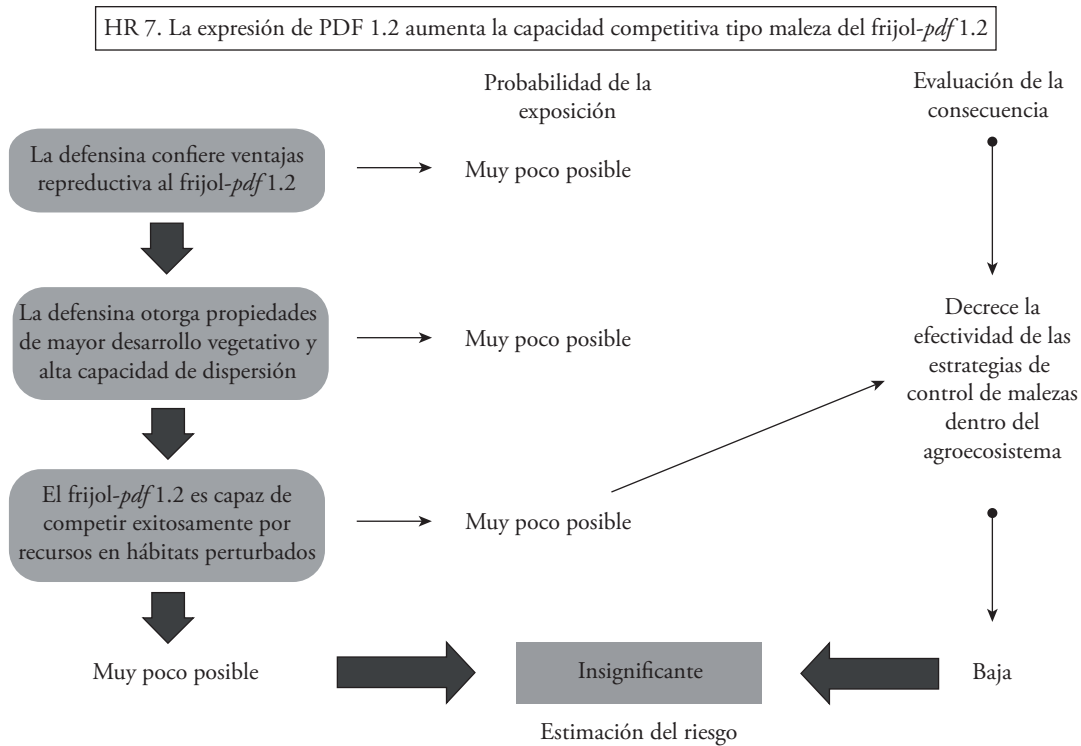 HR 7. La expresión de PDF 1.2 aumenta la capacidad competitiva tipo maleza del frijol-pdf 1.2
Probabilidad de la
exposición
Evaluación de la
consecuencia
La defensina confiere ventajas
repreductiva al frijol-pdf 1.2
Muy poco posible
La defensina otorga propiedades
de mayor desarrollo vegetativo y
alta capacidad de dispersión
Muy poco posible
Decrece la
efectividad de las
estrategias de
control de malezas
dentro del
agroecosistema
El frijol-pdf 1.2 es capaz de
competir exitosamente por
recursos en hábitats perturbados
Muy poco posible
Muy poco posible
Insignificante
Baja
Estimación del riesgo